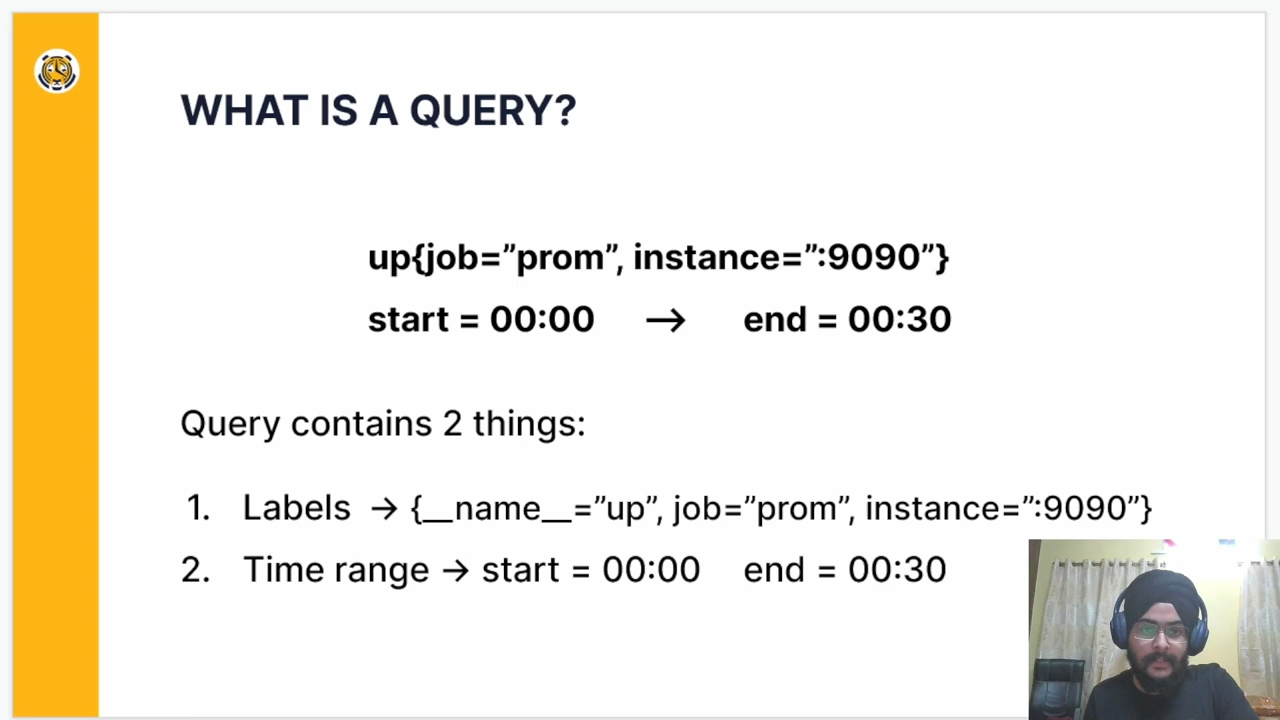 WHAT IS A QUERY?
up{job=”prom”, instance=”:9090”}
start = 00:00 → end = 00:30
Query contains 2 things:
1. Labels → {__name__=”up”, job=”prom”, instance=”:9090”}
2. Time range → start = 00:00 end = 00:30